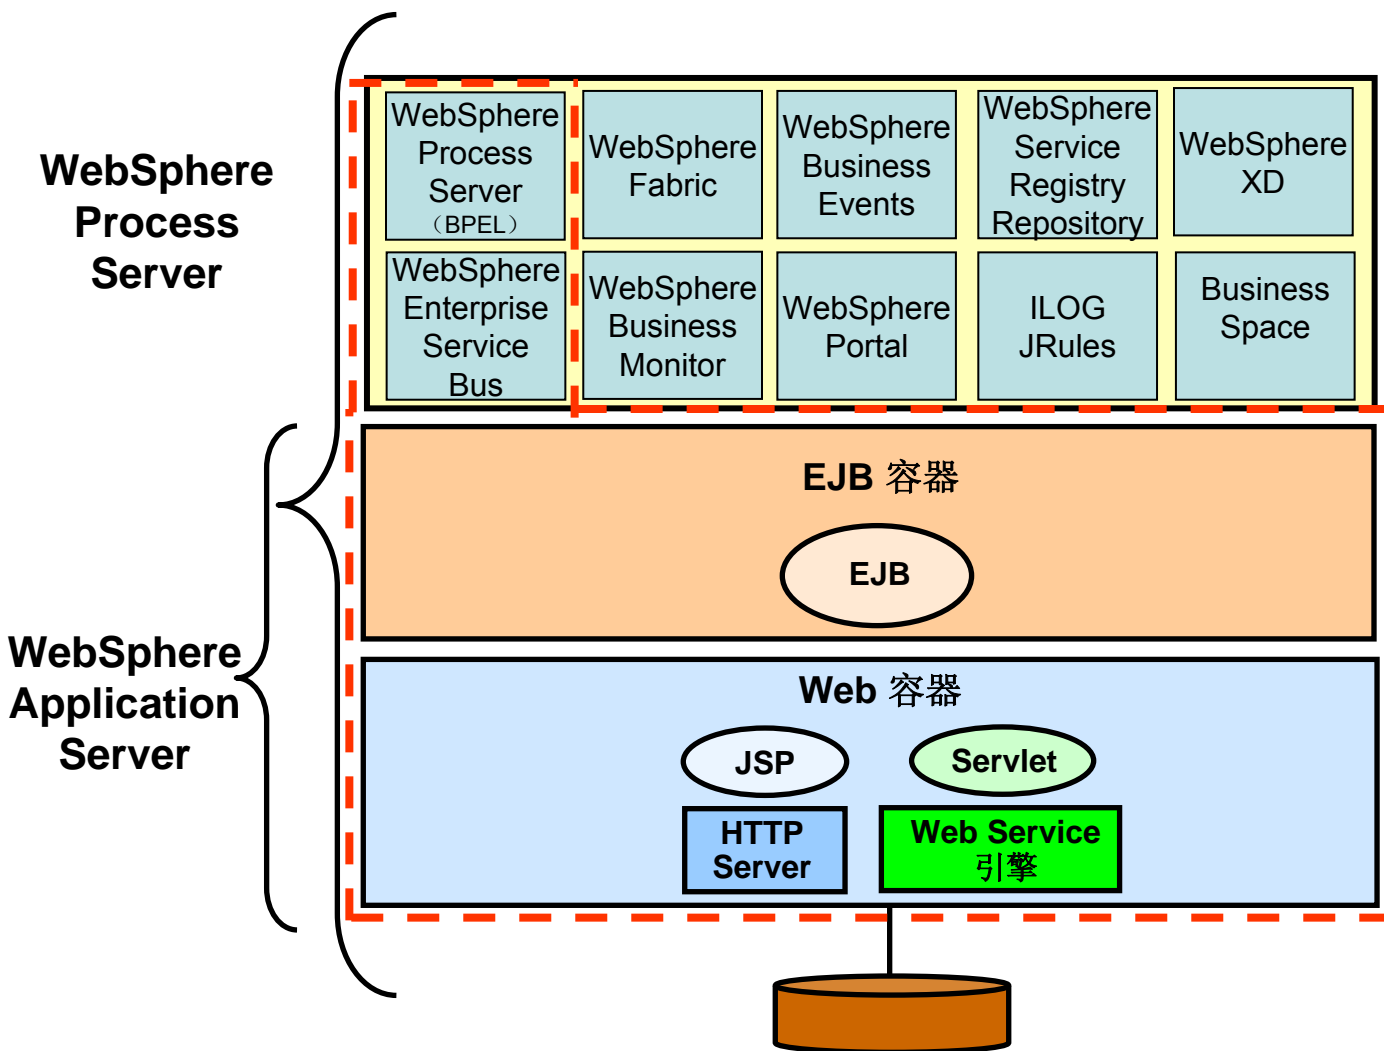 WebSphere
Process
Server
WebSphere
Process
Server
（BPEL）
WebSphere
Fabric
WebSphere
Business
Events
WebSphere
Service
Registry
Repository
WebSphere
XD
WebSphere
Enterprise
Service
Bus
WebSphere
Business
Monitor
WebSphere
Portal
ILOG
JRules
Business
Space
EJB 容器
EJB
WebSphere
Application
Server
Web 容器
JSP
Servlet
HTTP
Server
Web Service
引擎